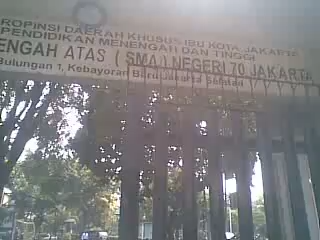 ROPINSI DAERAH KHUSUS IBU KOTA JAKARTA
PENDIDIKAN MENENGAH DAN TINGGI
ENGAH ATAS (SMA) NEGERI 70 JAKARTA
Bulungan 1, Kebayoran Baru Jakarta Selatan